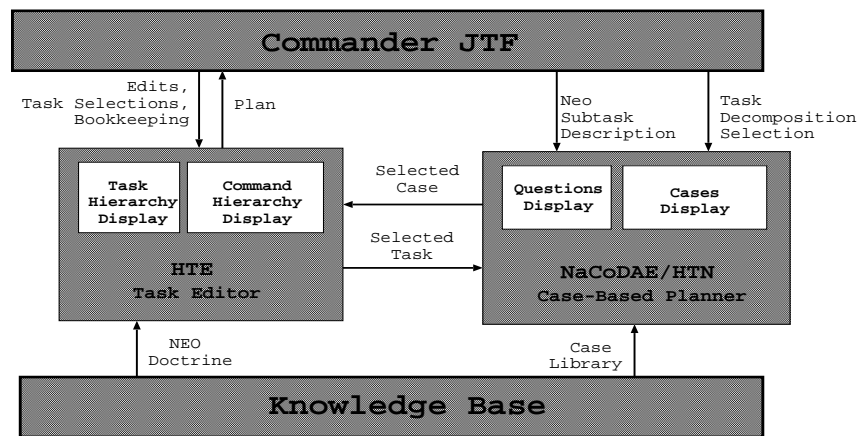 Commander JTF
Edits,
Task Selections,
Bookkeeping
Plan
Neo
Subtask
Description
Task
Decomposition
Selection
Task
Hierarchy
Display
Command
Hierarchy
Display
HTE
Task Editor
Selected
Case
Selected
Task
Questions
Display
Cases
Display
NaCoDAE/HTN
Case-Based Planner
NEO
Doctrine
Case
Library
Knowledge Base